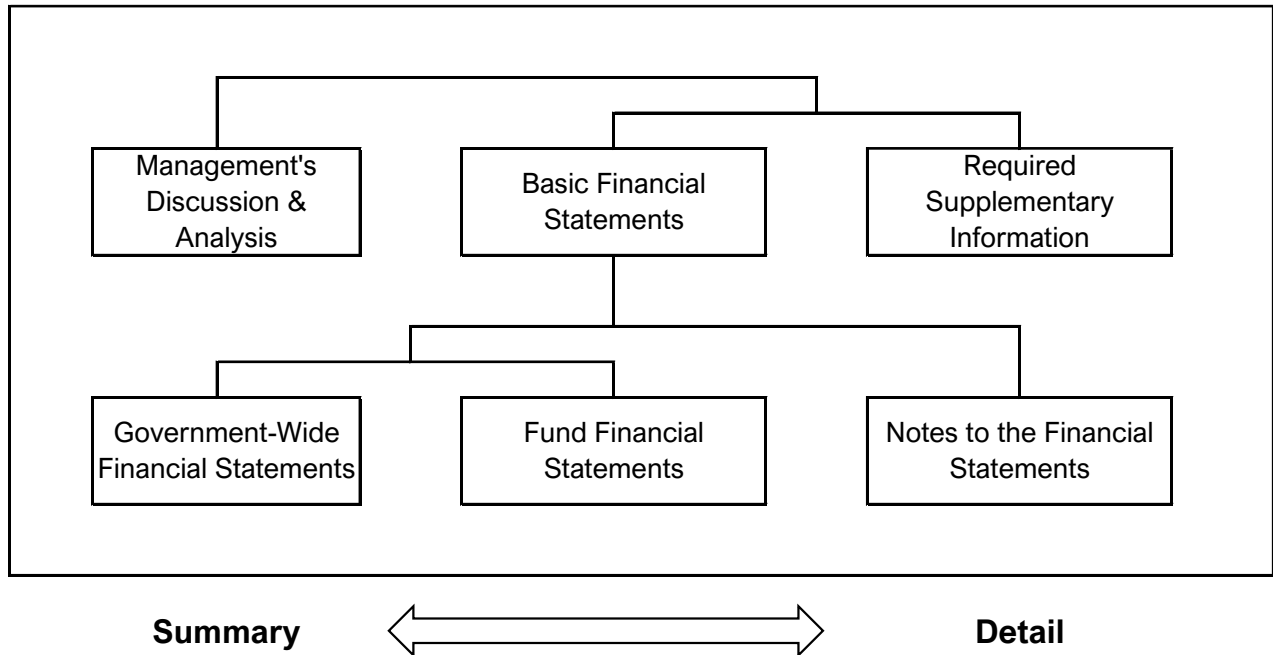 Management's
Discussion &
Analysis
Basic Financial
Statements
Required
Supplementary
Information
Government-Wide
Financial Statements
Fund Financial
Statements
Notes to the Financial
Statements
Summary
Detail